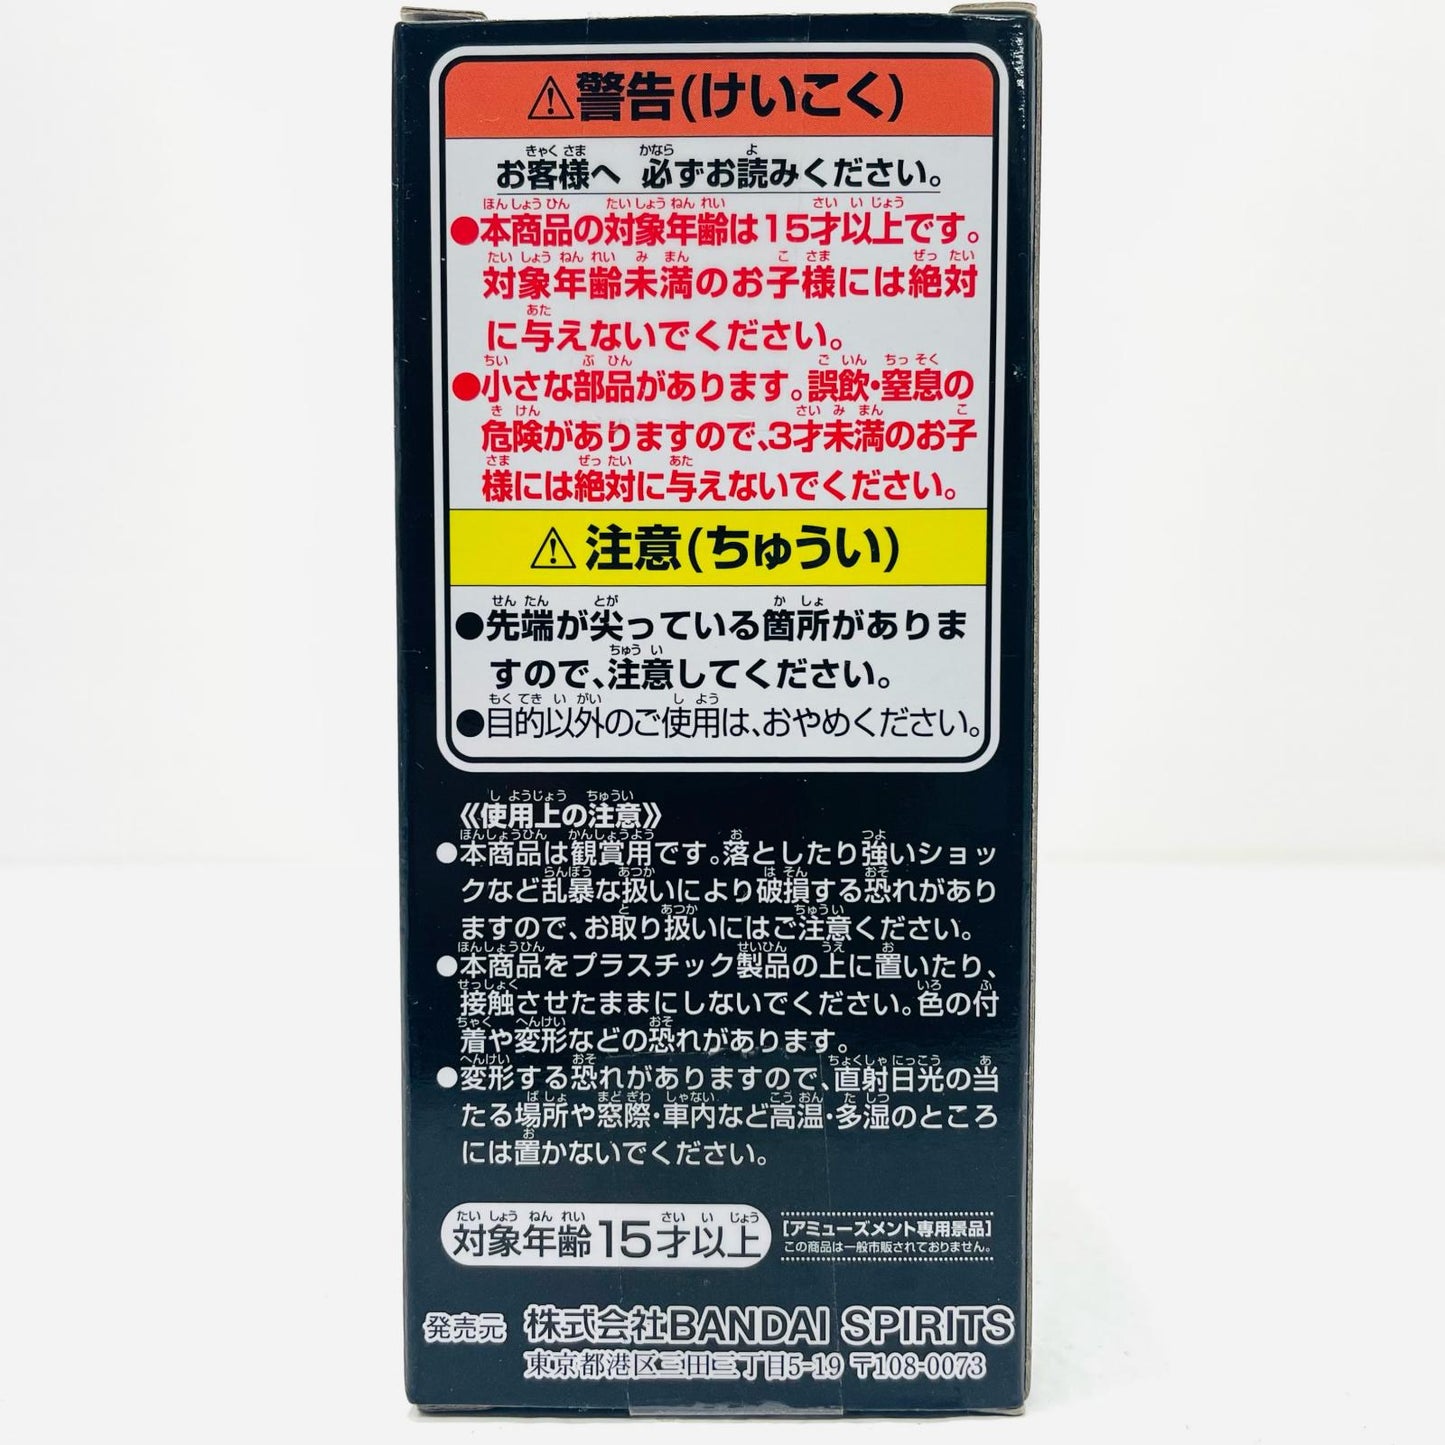 ⚠警告(けいこく)
お客様へ 必ずお読みください。
●本商品の対象年齢は15才以上です。
対象年齢未満のお子様には絶対
に与えないでください。
●小さな部品があります。誤飲・窒息の
危険がありますので、3才未満のお子
様には絶対に与えないでください。
⚠注意(ちゅうい)
●先端が尖っている箇所がありま
すので、注意してください。
●目的以外のご使用は、おやめください。
《使用上の注意》
●本商品は観賞用です。落としたり強いショッ
クなど乱暴な扱いにより破損する恐れがあり
ますので、お取り扱いにはご注意ください。
●本商品をプラスチック製品の上に置いたり、
接触させたままにしないでください。色の付
着や変形などの恐れがあります。
●変形する恐れがありますので、直射日光の当
たる場所や窓際・車内など高温・多湿のところ
には置かないでください。
対象年齢15才以上
[アミューズメント専用景品]
この商品は一般市販されておりません。
発売元 株式会社BANDAI SPIRITS
東京都港区三田三丁目5-19 〒108-0073